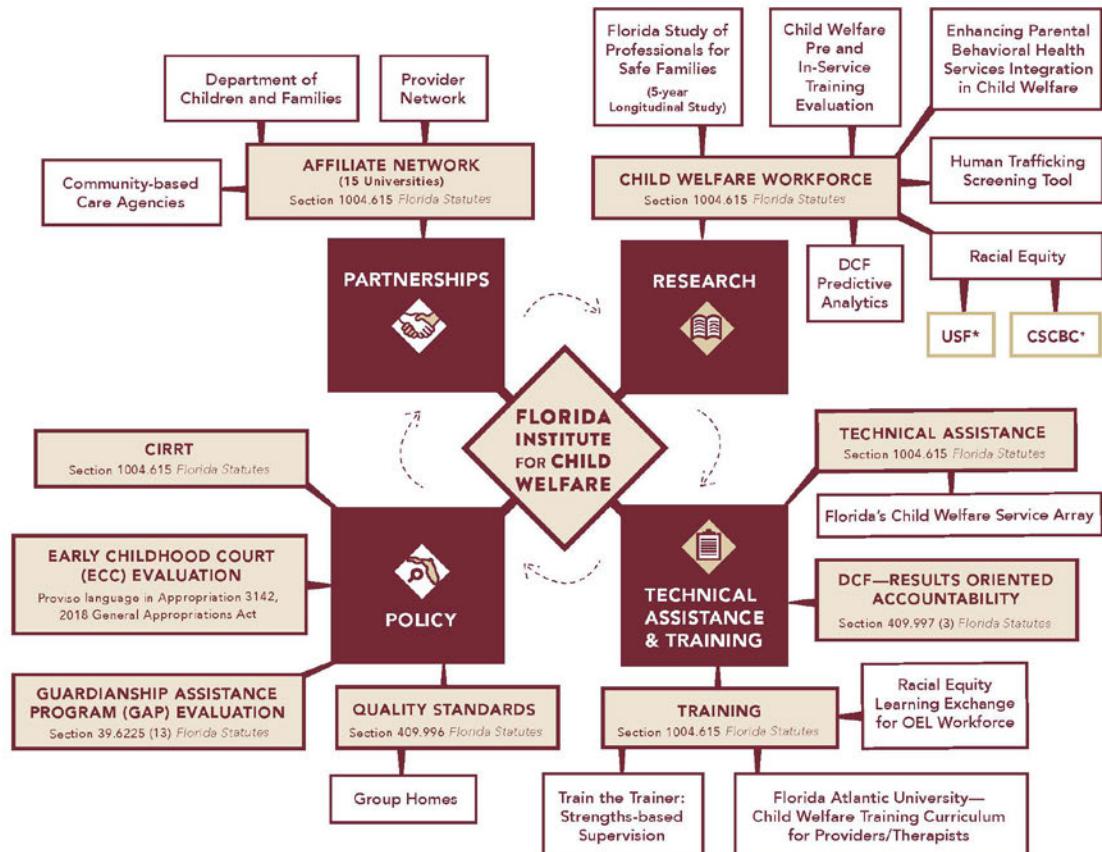 Department of
Children and Families
Provider
Network
Community-based
Care Agencies
AFFILIATE NETWORK
(15 Universities)
Section 1004.615 Florida Statutes
PARTNERSHIPS
Florida Study of
Professionals for
Safe Families
(5-year
Longitudinal Study)
Child Welfare
Pre and
In-Service
Training
Evaluation
Enhancing Parental
Behavioral Health
Services Integration
in Child Welfare
CHILD WELFARE WORKFORCE
Section 1004.615 Florida Statutes
Human Trafficking
Screening Tool
RESEARCH
DCF
Predictive
Analytics
Racial Equity
USF*
CSCBC+
FLORIDA
INSTITUTE
FOR CHILD
WELFARE
CIRRT
Section 1004.615 Florida Statutes
EARLY CHILDHOOD COURT
(ECC) EVALUATION
Proviso language in Appropriation 3142,
2018 General Appropriations Act
GUARDIANSHIP ASSISTANCE
PROGRAM (GAP) EVALUATION
Section 39.6225 (13) Florida Statutes
POLICY
QUALITY STANDARDS
Section 409.996 Florida Statutes
Group Homes
TECHNICAL
ASSISTANCE
& TRAINING
TECHNICAL ASSISTANCE
Section 1004.615 Florida Statutes
Florida's Child Welfare Service Array
DCF—RESULTS ORIENTED
ACCOUNTABILITY
Section 409.997 (3) Florida Statutes
TRAINING
Section 1004.615 Florida Statutes
Racial Equity
Learning Exchange
for OEL Workforce
Train the Trainer:
Strengths-based
Supervision
Florida Atlantic University—
Child Welfare Training Curriculum
for Providers/Therapists